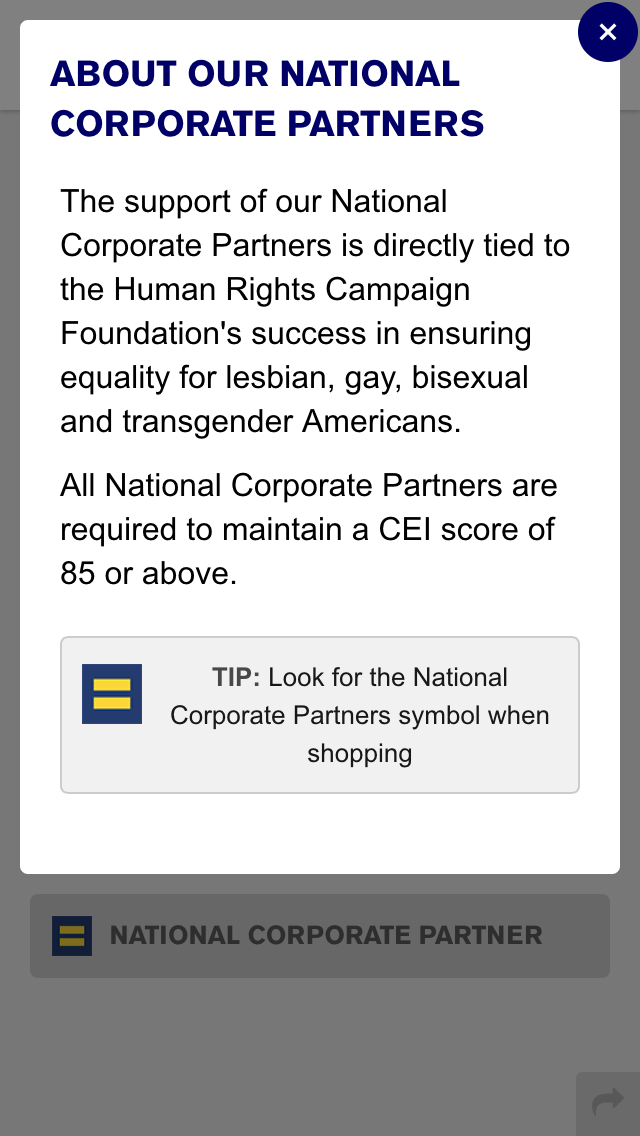 ABOUT OUR NATIONAL
CORPORATE PARTNERS
The support of our National
Corporate Partners is directly tied to
the Human Rights Campaign
Foundation's success in ensuring
equality for lesbian, gay, bisexual
and transgender Americans.
All National Corporate Partners are
required to maintain a CEI score of
85 or above.
TIP: Look for the National
Corporate Partners symbol when
shopping
NATIONAL CORPORATE PARTNER